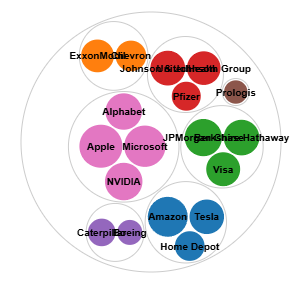 ExxonMobil
Chevron
Johnson & Johnson
UnitedHealth Group
Pfizer
Prologis
Alphabet
Apple
Microsoft
NVIDIA
JPMorgan Chase
Berkshire Hathaway
Visa
Caterpillar
Boeing
Amazon
Tesla
Home Depot